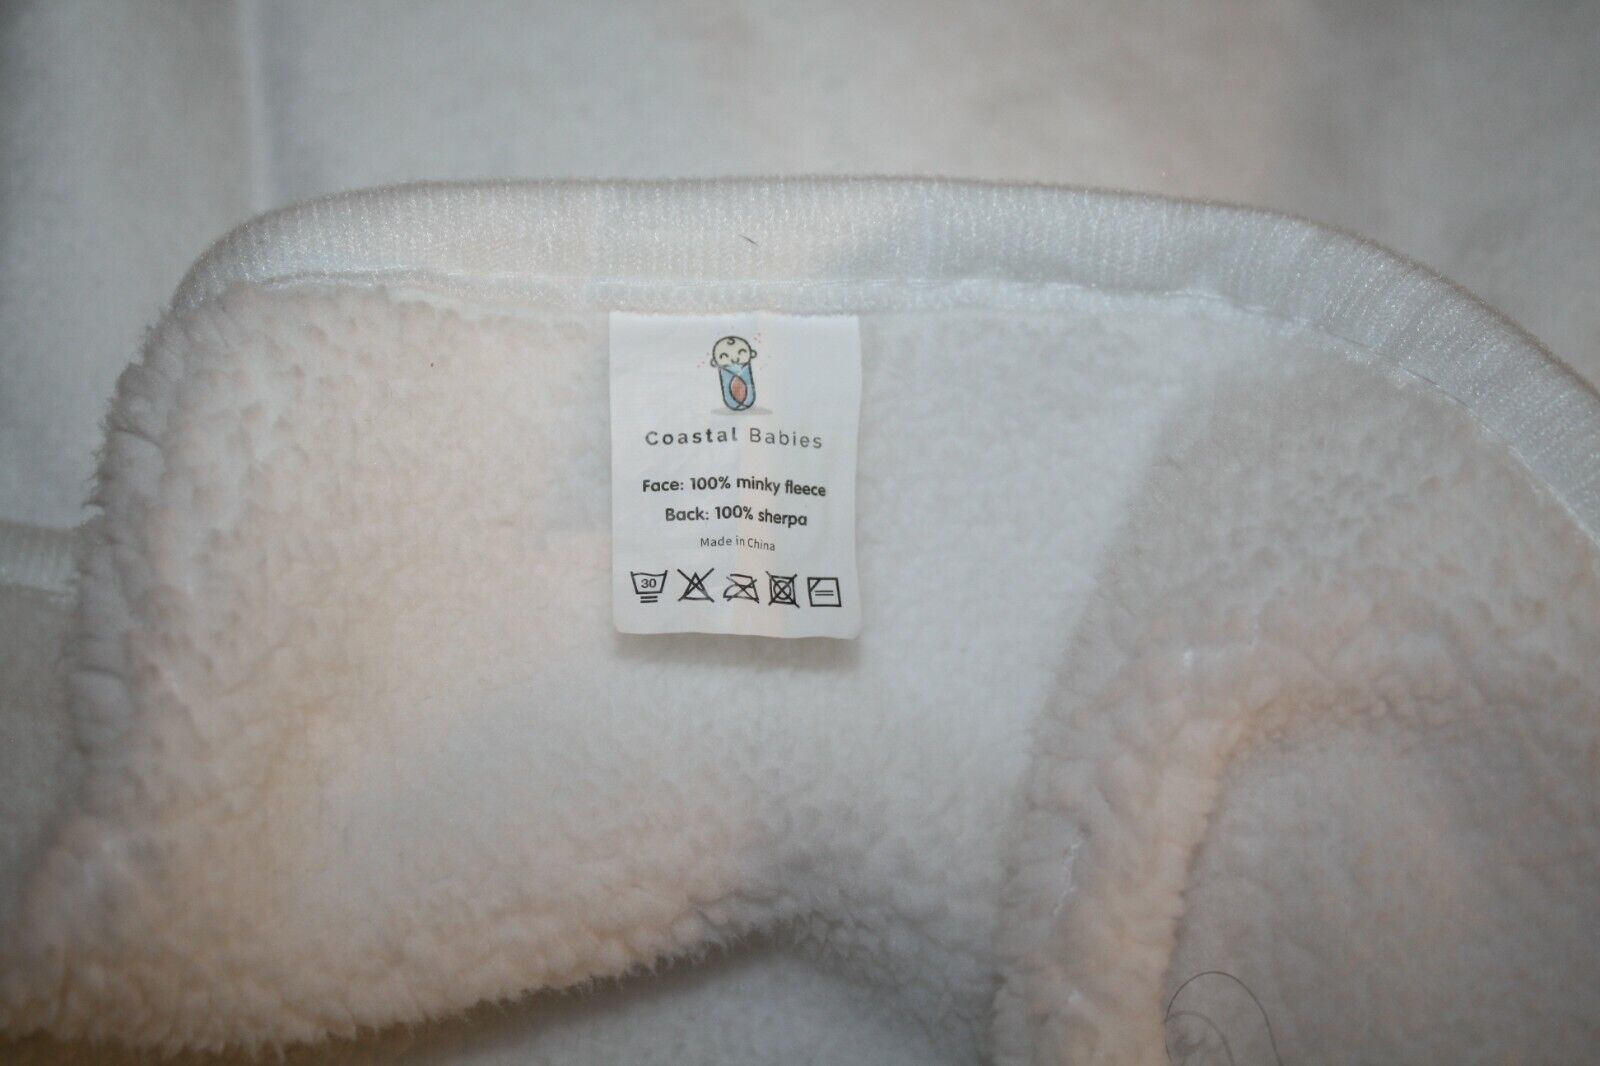 Coastal Babies
Face: 100% minky fleece
Back: 100% sherpa
Made in China
30